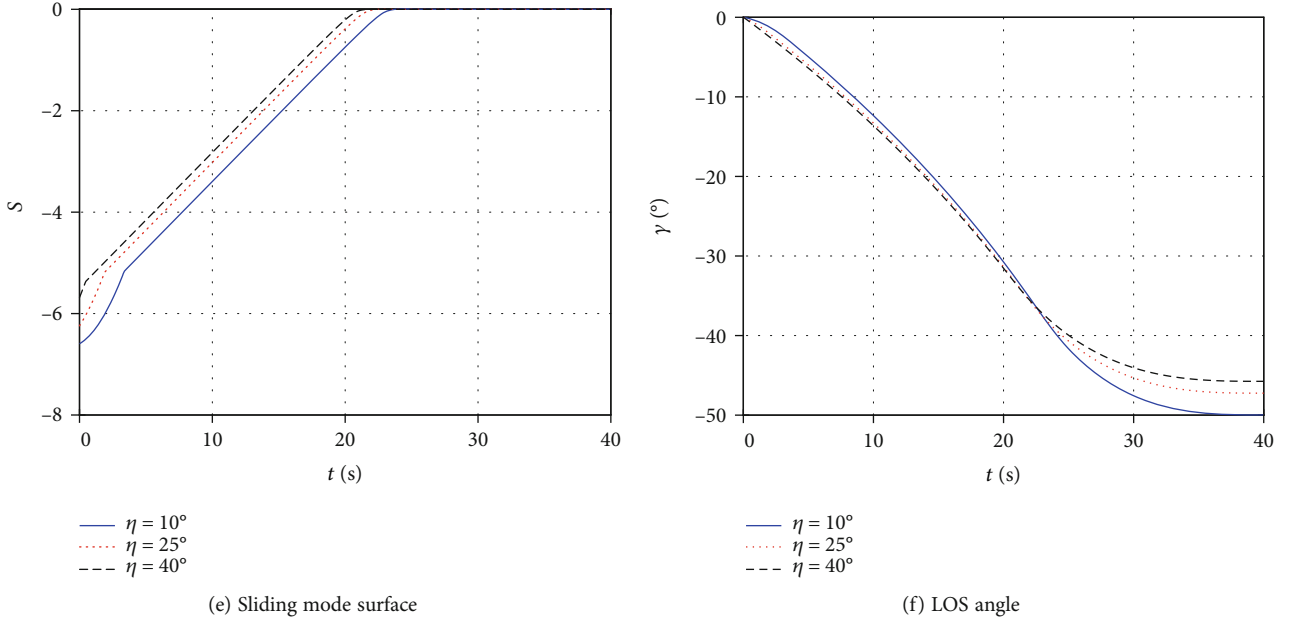 0
−2
−4
−6
−8
S
0 10 20 30 40
t (s)
η = 10°
η = 25°
η = 40°
(e) Sliding mode surface
0
−10
−20
−30
−40
−50
γ (°)
0 10 20 30 40
t (s)
η = 10°
η = 25°
η = 40°
(f) LOS angle